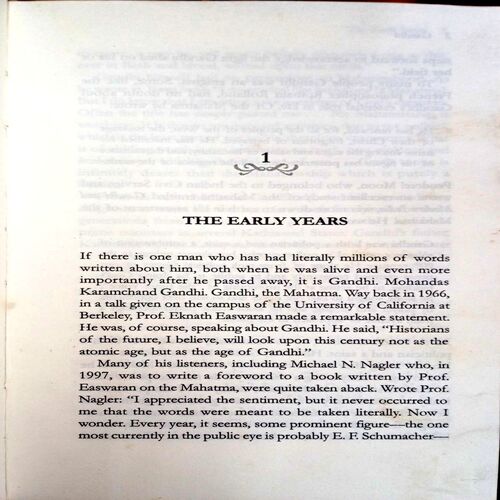 1
THE EARLY YEARS
If there is one man who has had literally millions of words
written about him, both when he was alive and even more
importantly after he passed away, it is Gandhi. Mohandas
Karamchand Gandhi. Gandhi, the Mahatma. Way back in 1966,
in a talk given on the campus of the University of California at
Berkeley, Prof. Eknath Easwaran made a remarkable statement.
He was, of course, speaking about Gandhi. He said, “Historians
of the future, I believe, will look upon this century not as the
atomic age, but as the age of Gandhi.”
Many of his listeners, including Michael N. Nagler who, in
1997, was to write a foreword to a book written by Prof.
Easwaran on the Mahatma, were quite taken aback. Wrote Prof.
Nagler: “I appreciated the sentiment, but it never occurred to
me that the words were meant to be taken literally. Now I
wonder. Every year, it seems, some prominent figure—the one
most currently in the public eye is probably E. F. Schumacher—